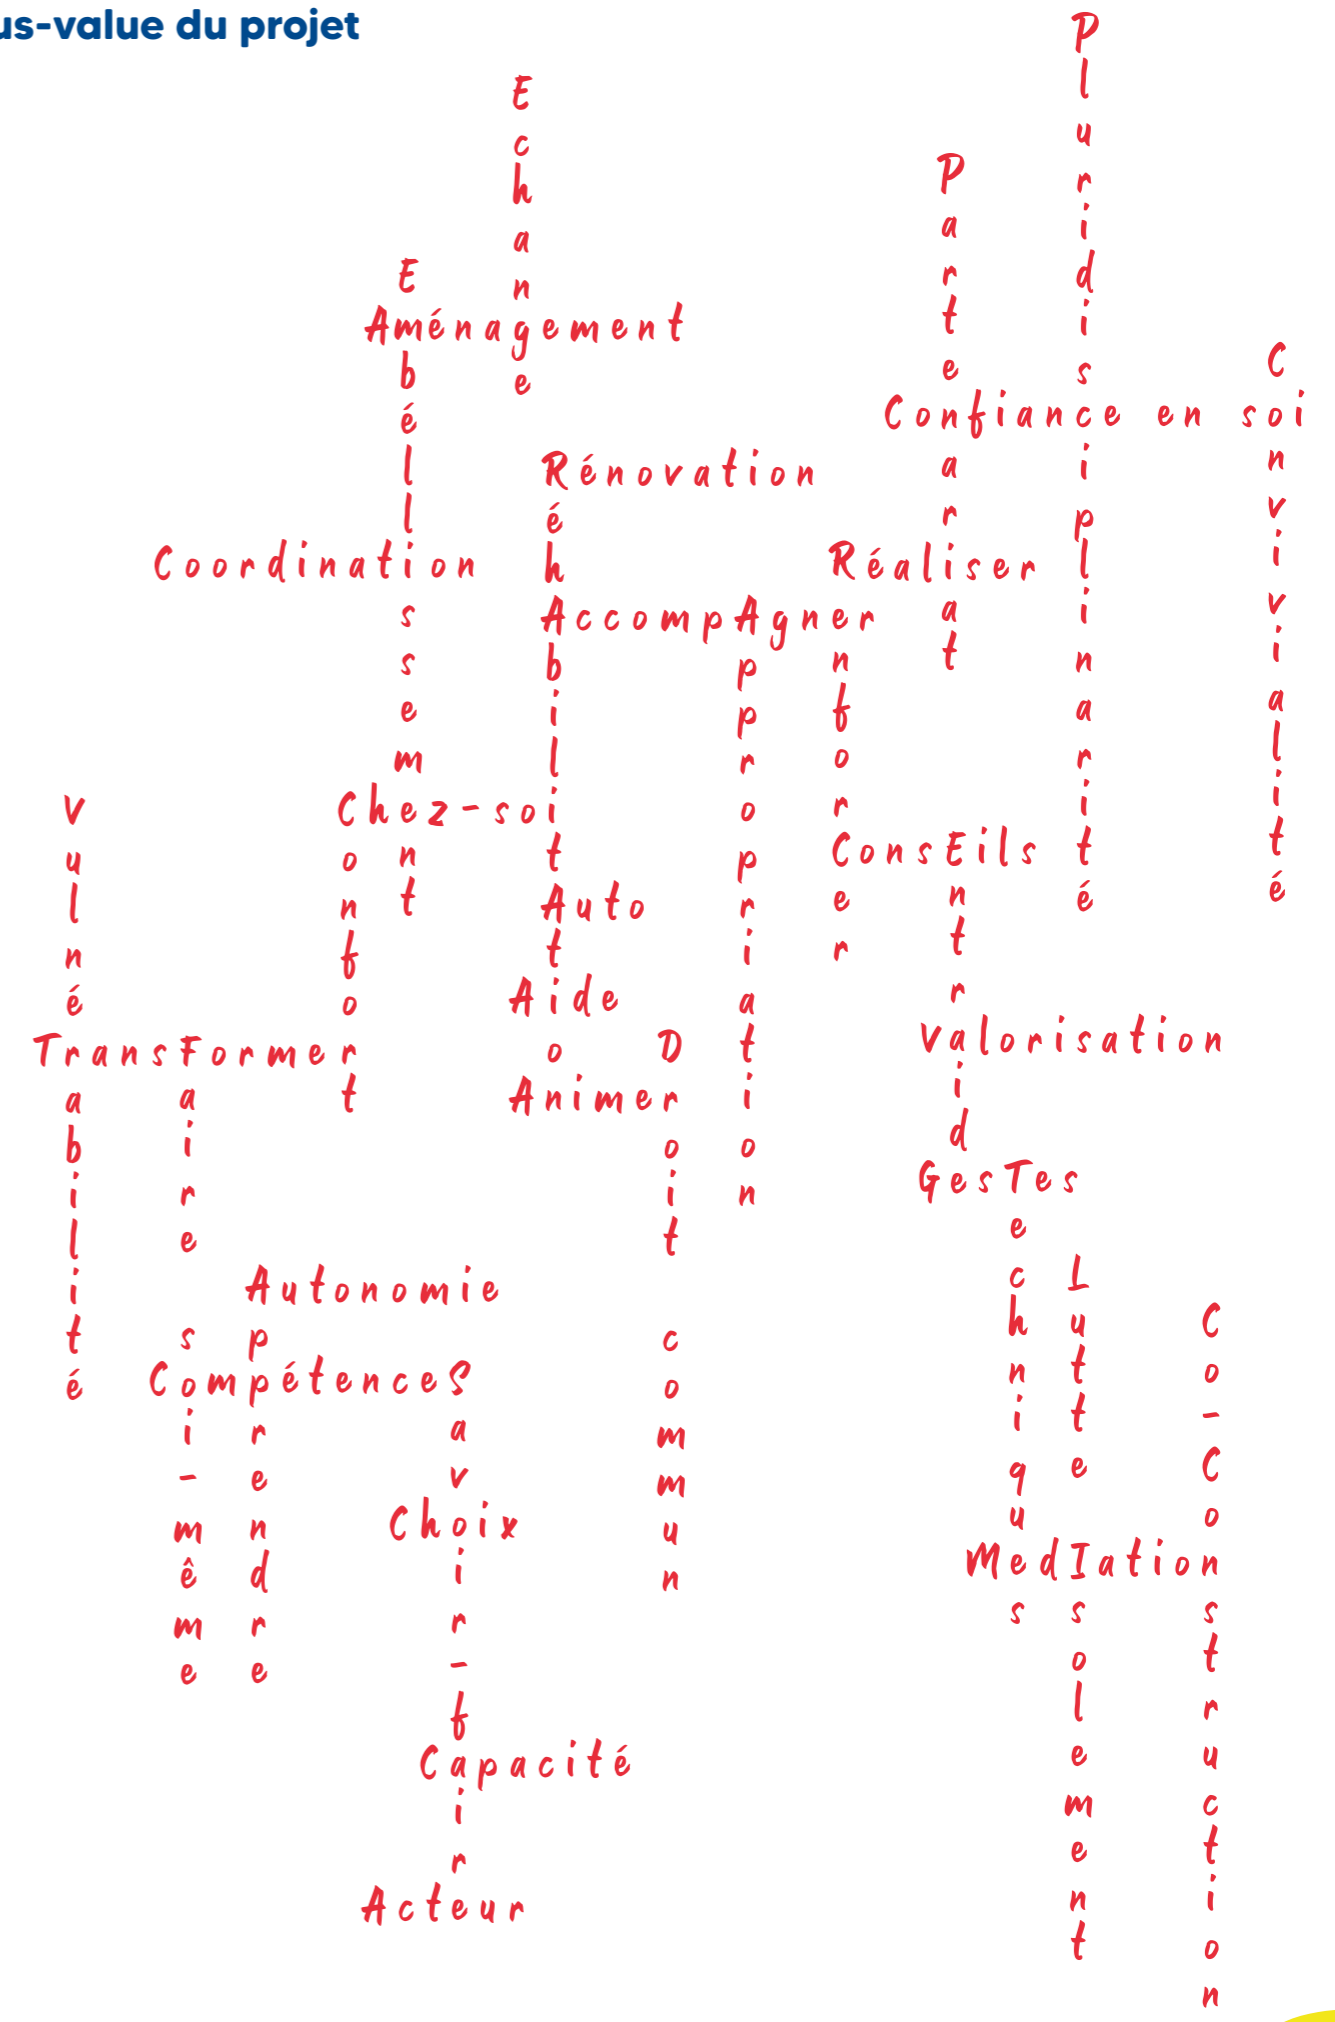 us-value du projet
Pluridisciplinarité
Echange
Partenariat
Embéllissement
Aménagement
Convivialité
Confiance en soi
Rénovation
RéhAbilitAtion
Coordination
Réaliser
RenforCer
AccompAgner
Appropriation
Vulnérabilité
Chez-soi
Confort
ConsEils
Entraide
Auto
Aide
Valorisation
TransFormer
Faire soi-même
Droit commun
Animer
GesTes
Techniques
Lutte Isolement
Autonomie
Apprendre
Co-Construction
CompétenceS
Savoir-faire
Choix
MedIation
Capacité
Acteur